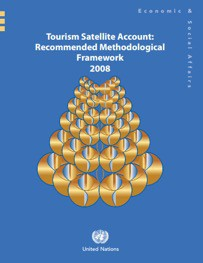 Economic &
Social Affairs
Tourism Satellite Account:
Recommended Methodological
Framework
2008
United Nations